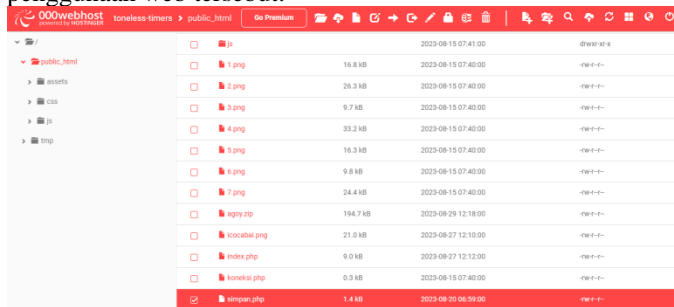 penggunaan web tersebut.
000webhost
powered by HOSTINGER
toneless-timers > public_html Go Premium
/
public_html
assets
css
js
tmp
js 2023-08-15 07:41:00 drwxr-xr-x
1.png 16.8 kB 2023-08-15 07:40:00 -rw-r--r--
2.png 26.3 kB 2023-08-15 07:40:00 -rw-r--r--
3.png 9.7 kB 2023-08-15 07:40:00 -rw-r--r--
4.png 33.2 kB 2023-08-15 07:40:00 -rw-r--r--
5.png 16.3 kB 2023-08-15 07:40:00 -rw-r--r--
6.png 9.8 kB 2023-08-15 07:40:00 -rw-r--r--
7.png 24.4 kB 2023-08-15 07:40:00 -rw-r--r--
agoy.zip 194.7 kB 2023-08-29 12:18:00 -rw-r--r--
icocabai.png 21.0 kB 2023-08-27 12:10:00 -rw-r--r--
index.php 9.0 kB 2023-08-27 12:12:00 -rw-r--r--
koneksi.php 0.3 kB 2023-08-15 07:40:00 -rw-r--r--
simpan.php 1.4 kB 2023-08-20 06:59:00 -rw-r--r--